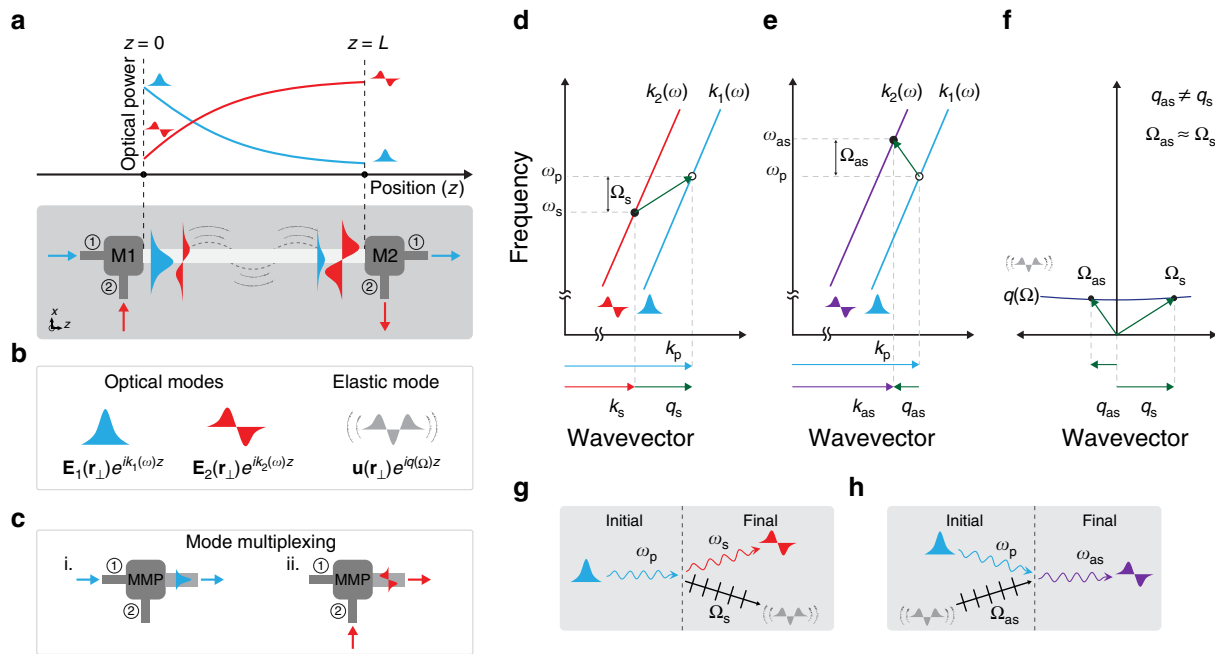 a
z = 0
z = L
Optical power
Position (z)
①
M1
②
M2
①
②
x
z
b
Optical modes
Elastic mode
E₁(r⊥)e^{ik₁(ω)z}
E₂(r⊥)e^{ik₂(ω)z}
u(r⊥)e^{iq(Ω)z}
c
Mode multiplexing
i.
①
MMP
②
ii.
①
MMP
②
d
Frequency
k₂(ω)
k₁(ω)
ωₚ
Ωₛ
ωₛ
kₚ
kₛ
qₛ
Wavevector
e
k₂(ω)
k₁(ω)
ωₐₛ
Ωₐₛ
ωₚ
kₚ
kₐₛ
qₐₛ
Wavevector
f
qₐₛ ≠ qₛ
Ωₐₛ ≈ Ωₛ
Ωₐₛ
Ωₛ
q(Ω)
qₐₛ
qₛ
Wavevector
g
Initial
Final
ωₚ
ωₛ
Ωₛ
h
Initial
Final
ωₚ
ωₐₛ
Ωₐₛ